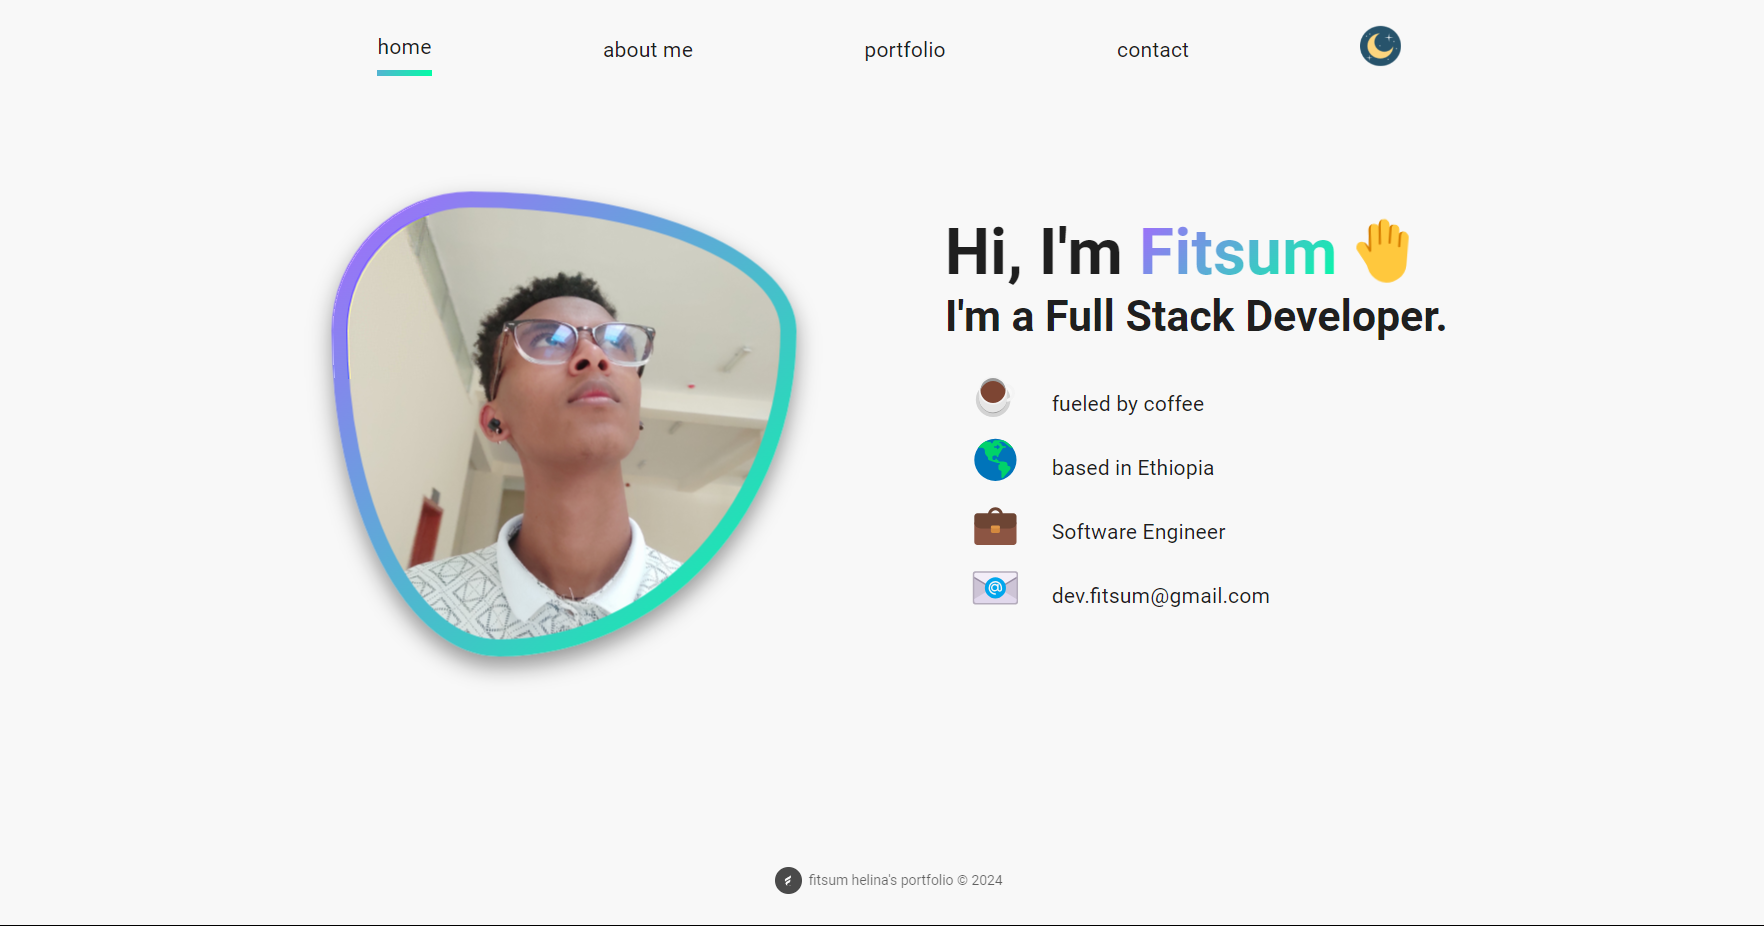 home
about me
portfolio
contact
Hi, I'm Fitsum
I'm a Full Stack Developer.
fueled by coffee
based in Ethiopia
Software Engineer
@
dev.fitsum@gmail.com
fitsum helina's portfolio © 2024